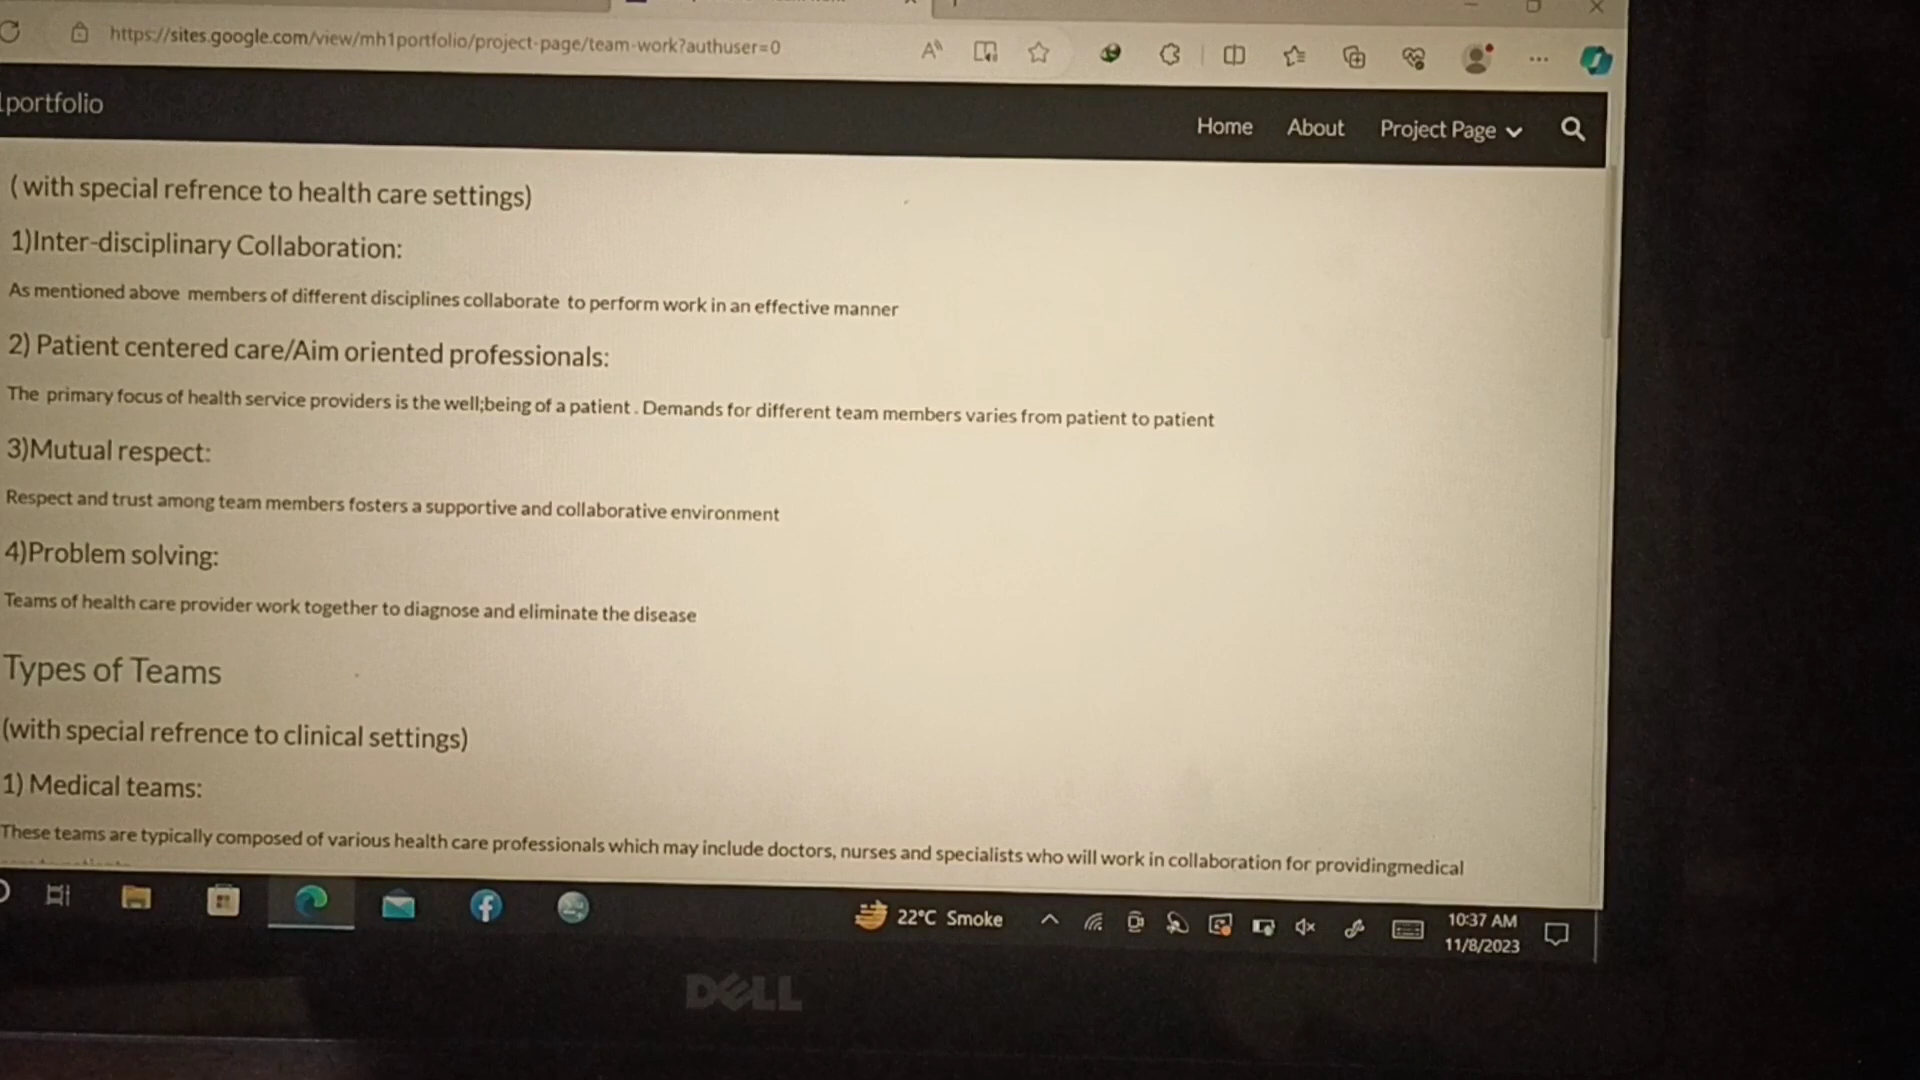 https://sites.google.com/view/mh1portfolio/project-page/team-work?authuser=0
portfolio
Home About Project Page
( with special refrence to health care settings)
1)Inter-disciplinary Collaboration:
As mentioned above members of different disciplines collaborate to perform work in an effective manner
2) Patient centered care/Aim oriented professionals:
The primary focus of health service providers is the well;being of a patient . Demands for different team members varies from patient to patient
3)Mutual respect:
Respect and trust among team members fosters a supportive and collaborative environment
4)Problem solving:
Teams of health care provider work together to diagnose and eliminate the disease
Types of Teams
(with special refrence to clinical settings)
1) Medical teams:
These teams are typically composed of various health care professionals which may include doctors, nurses and specialists who will work in collaboration for providingmedical
22°C Smoke
10:37 AM
11/8/2023
DELL